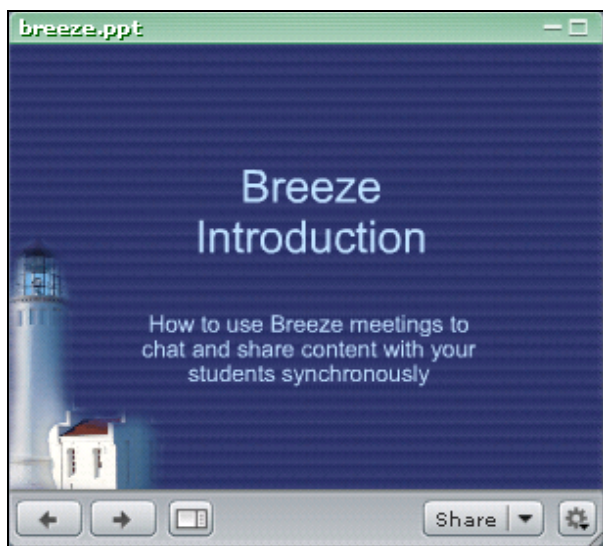 breeze.ppt
Breeze
Introduction
How to use Breeze meetings to
chat and share content with your
students synchronously
Share